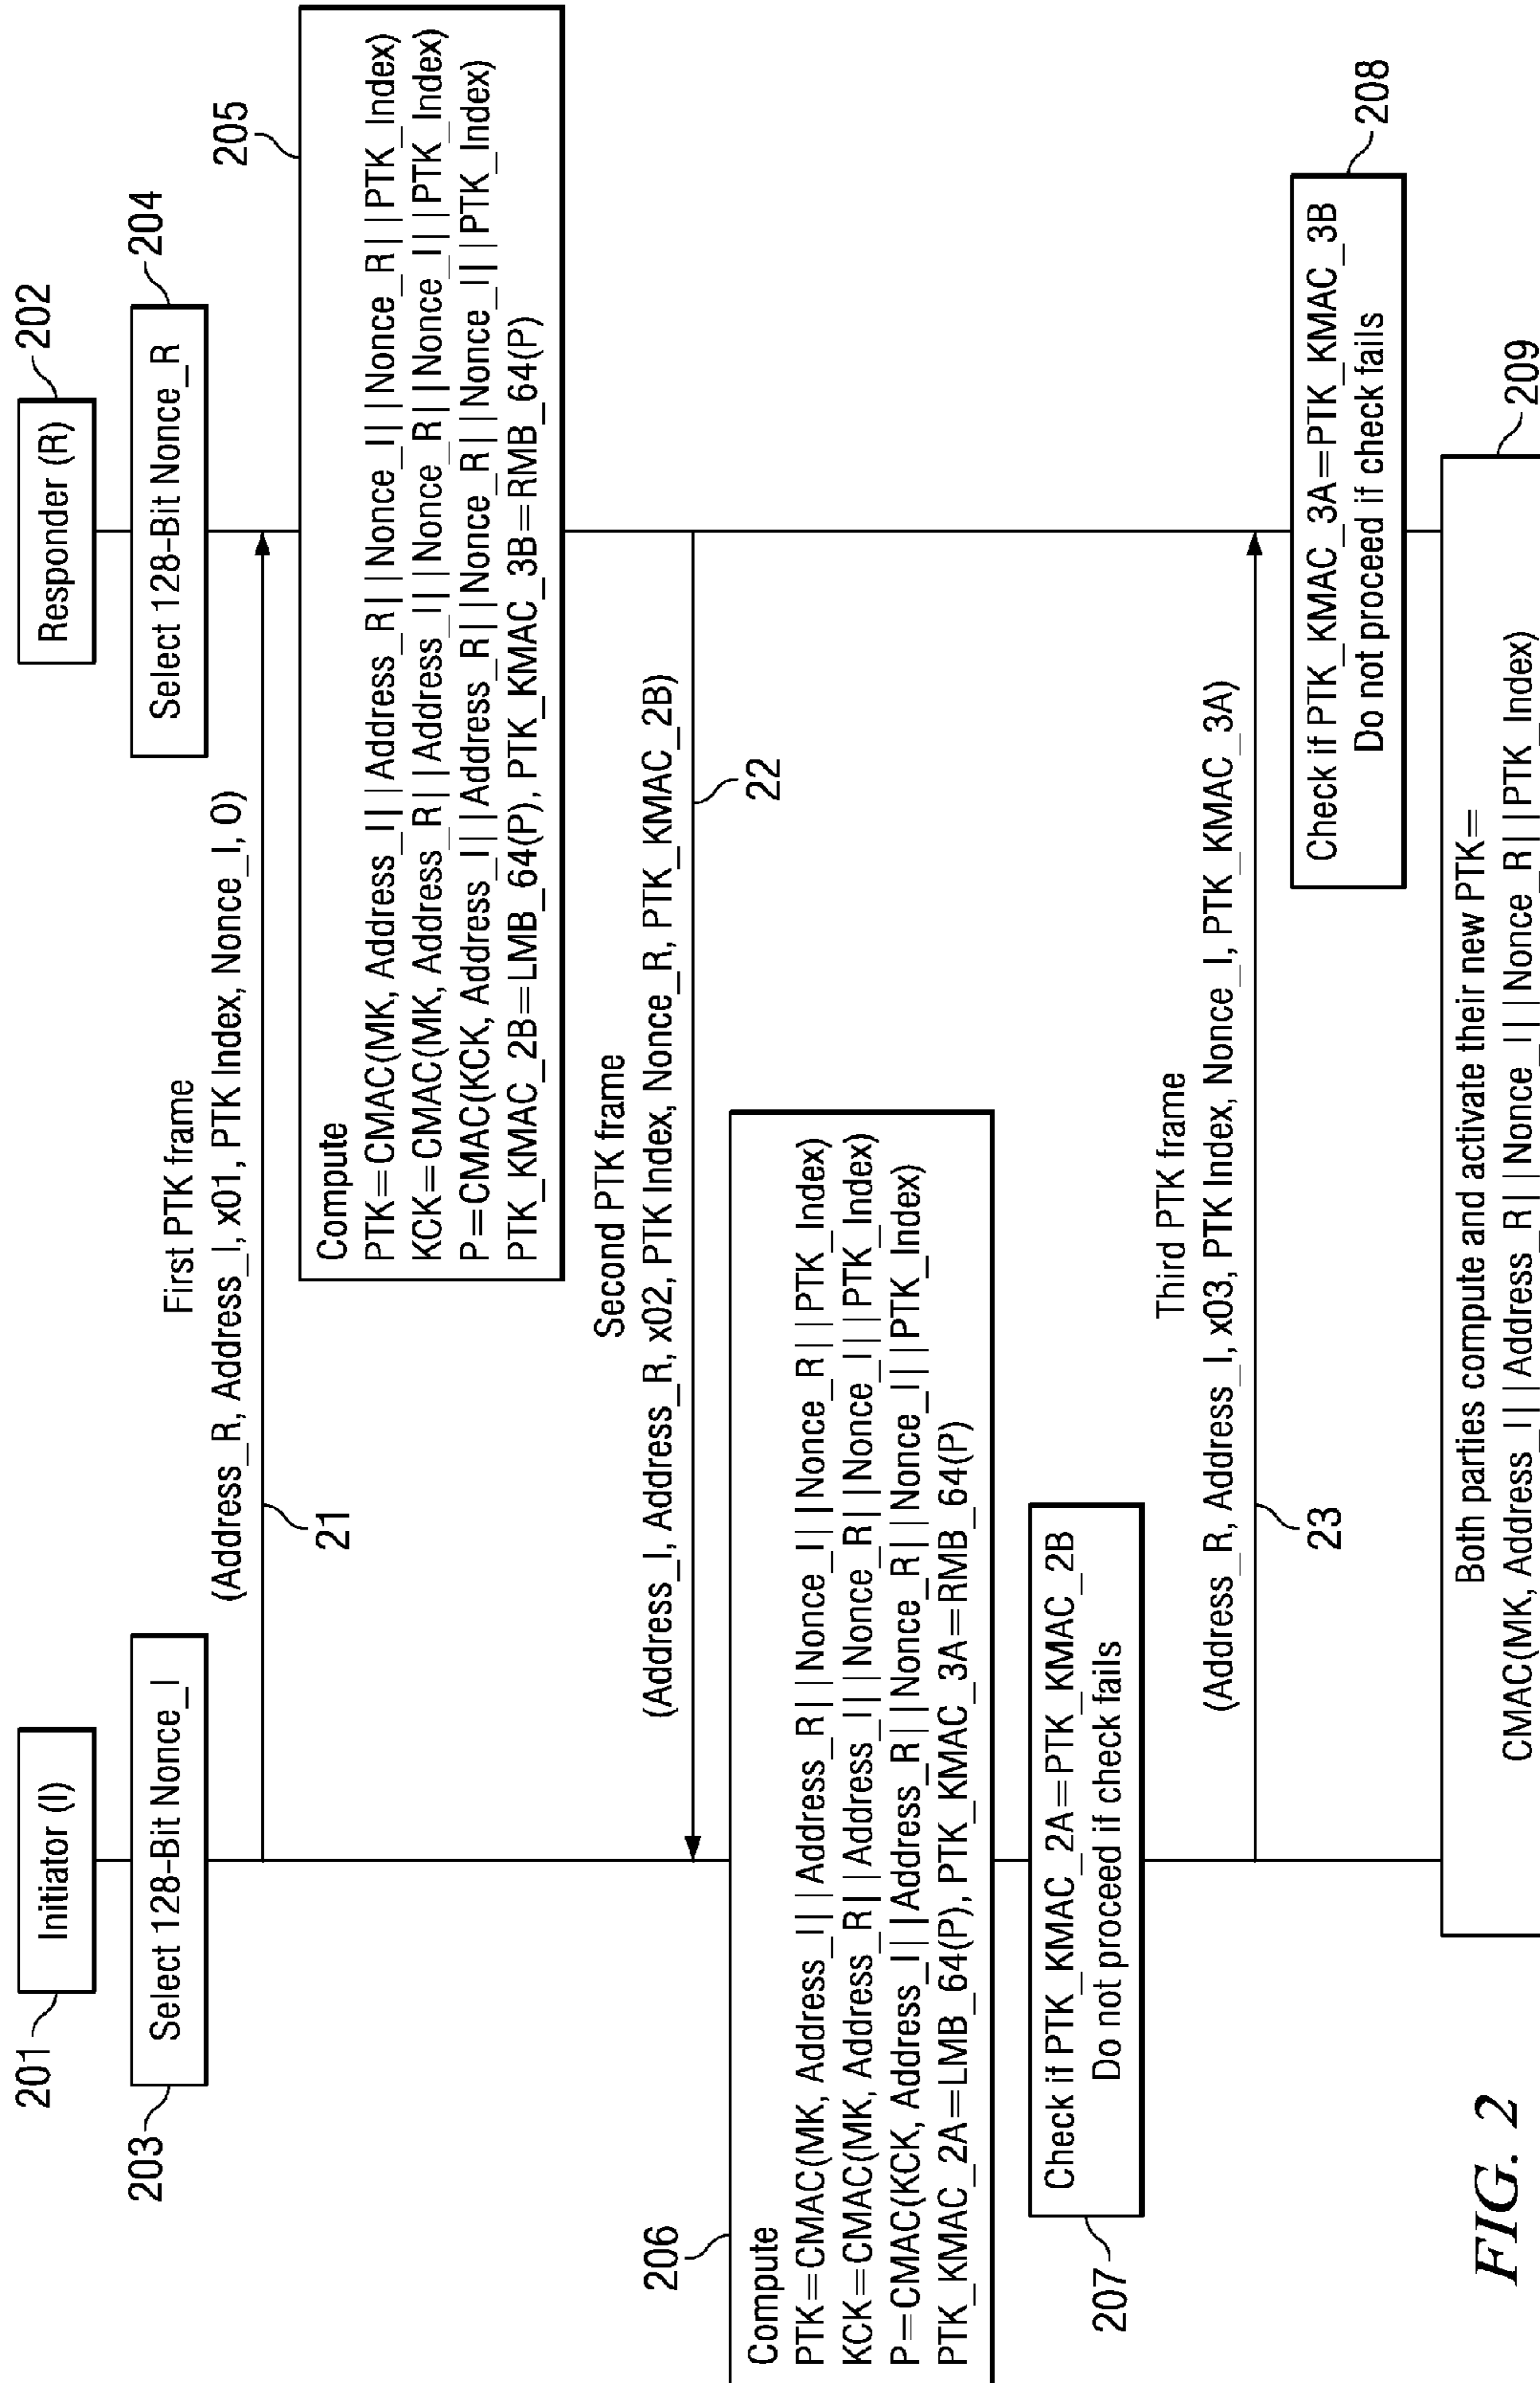 201
Initiator (I)
Responder (R)
202
203
Select 128-Bit Nonce_I
Select 128-Bit Nonce_R
204
First PTK frame
(Address_R, Address_I, x01, PTK Index, Nonce_I, 0)
21
205
Compute
PTK=CMAC(MK, Address_I||Address_R||Nonce_I||Nonce_R||PTK_Index)
KCK=CMAC(MK, Address_R||Address_I||Nonce_R||Nonce_I||PTK_Index)
P=CMAC(KCK, Address_I||Address_R||Nonce_R||Nonce_I||PTK_Index)
PTK_KMAC_2B=LMB_64(P), PTK_KMAC_3B=RMB_64(P)
Second PTK frame
(Address_I, Address_R, x02, PTK Index, Nonce_R, PTK_KMAC_2B)
22
206
Compute
PTK=CMAC(MK, Address_I||Address_R||Nonce_I||Nonce_R||PTK_Index)
KCK=CMAC(MK, Address_R||Address_I||Nonce_R||Nonce_I||PTK_Index)
P=CMAC(KCK, Address_I||Address_R||Nonce_R||Nonce_I||PTK_Index)
PTK_KMAC_2A=LMB_64(P), PTK_KMAC_3A=RMB_64(P)
207
Check if PTK_KMAC_2A=PTK_KMAC_2B
Do not proceed if check fails
Third PTK frame
(Address_R, Address_I, x03, PTK Index, Nonce_I, PTK_KMAC_3A)
23
208
Check if PTK_KMAC_3A=PTK_KMAC_3B
Do not proceed if check fails
209
Both parties compute and activate their new PTK=
CMAC(MK, Address_I||Address_R||Nonce_I||Nonce_R||PTK_Index)
FIG. 2